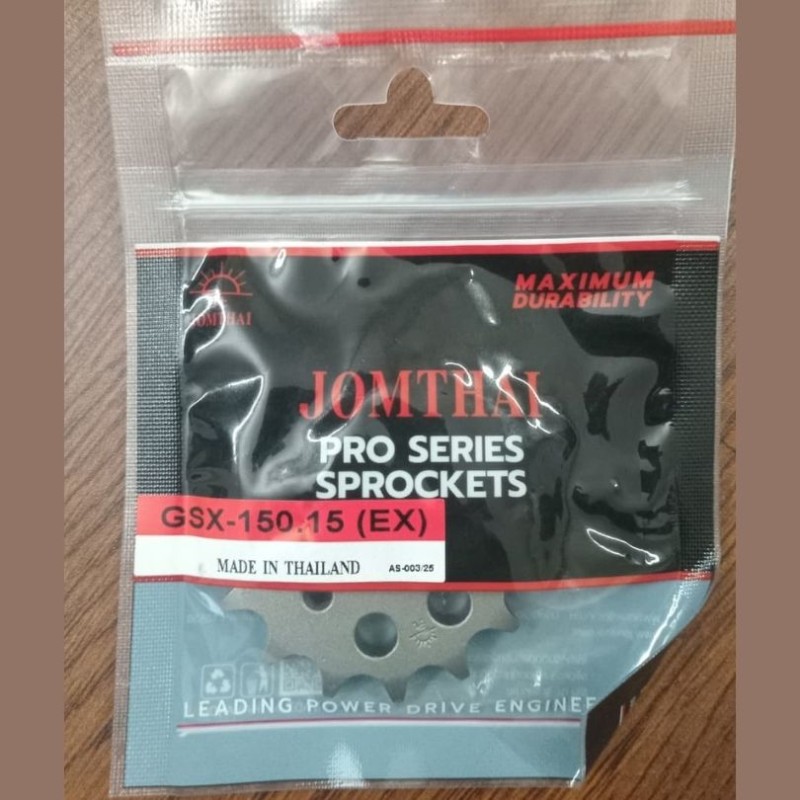 JOMTHAI
MAXIMUM
DURABILITY
JOMTHAI
PRO SERIES
SPROCKETS
GSX-150.15 (EX)
MADE IN THAILAND AS-003/25
LEADING POWER DRIVE ENGINEE